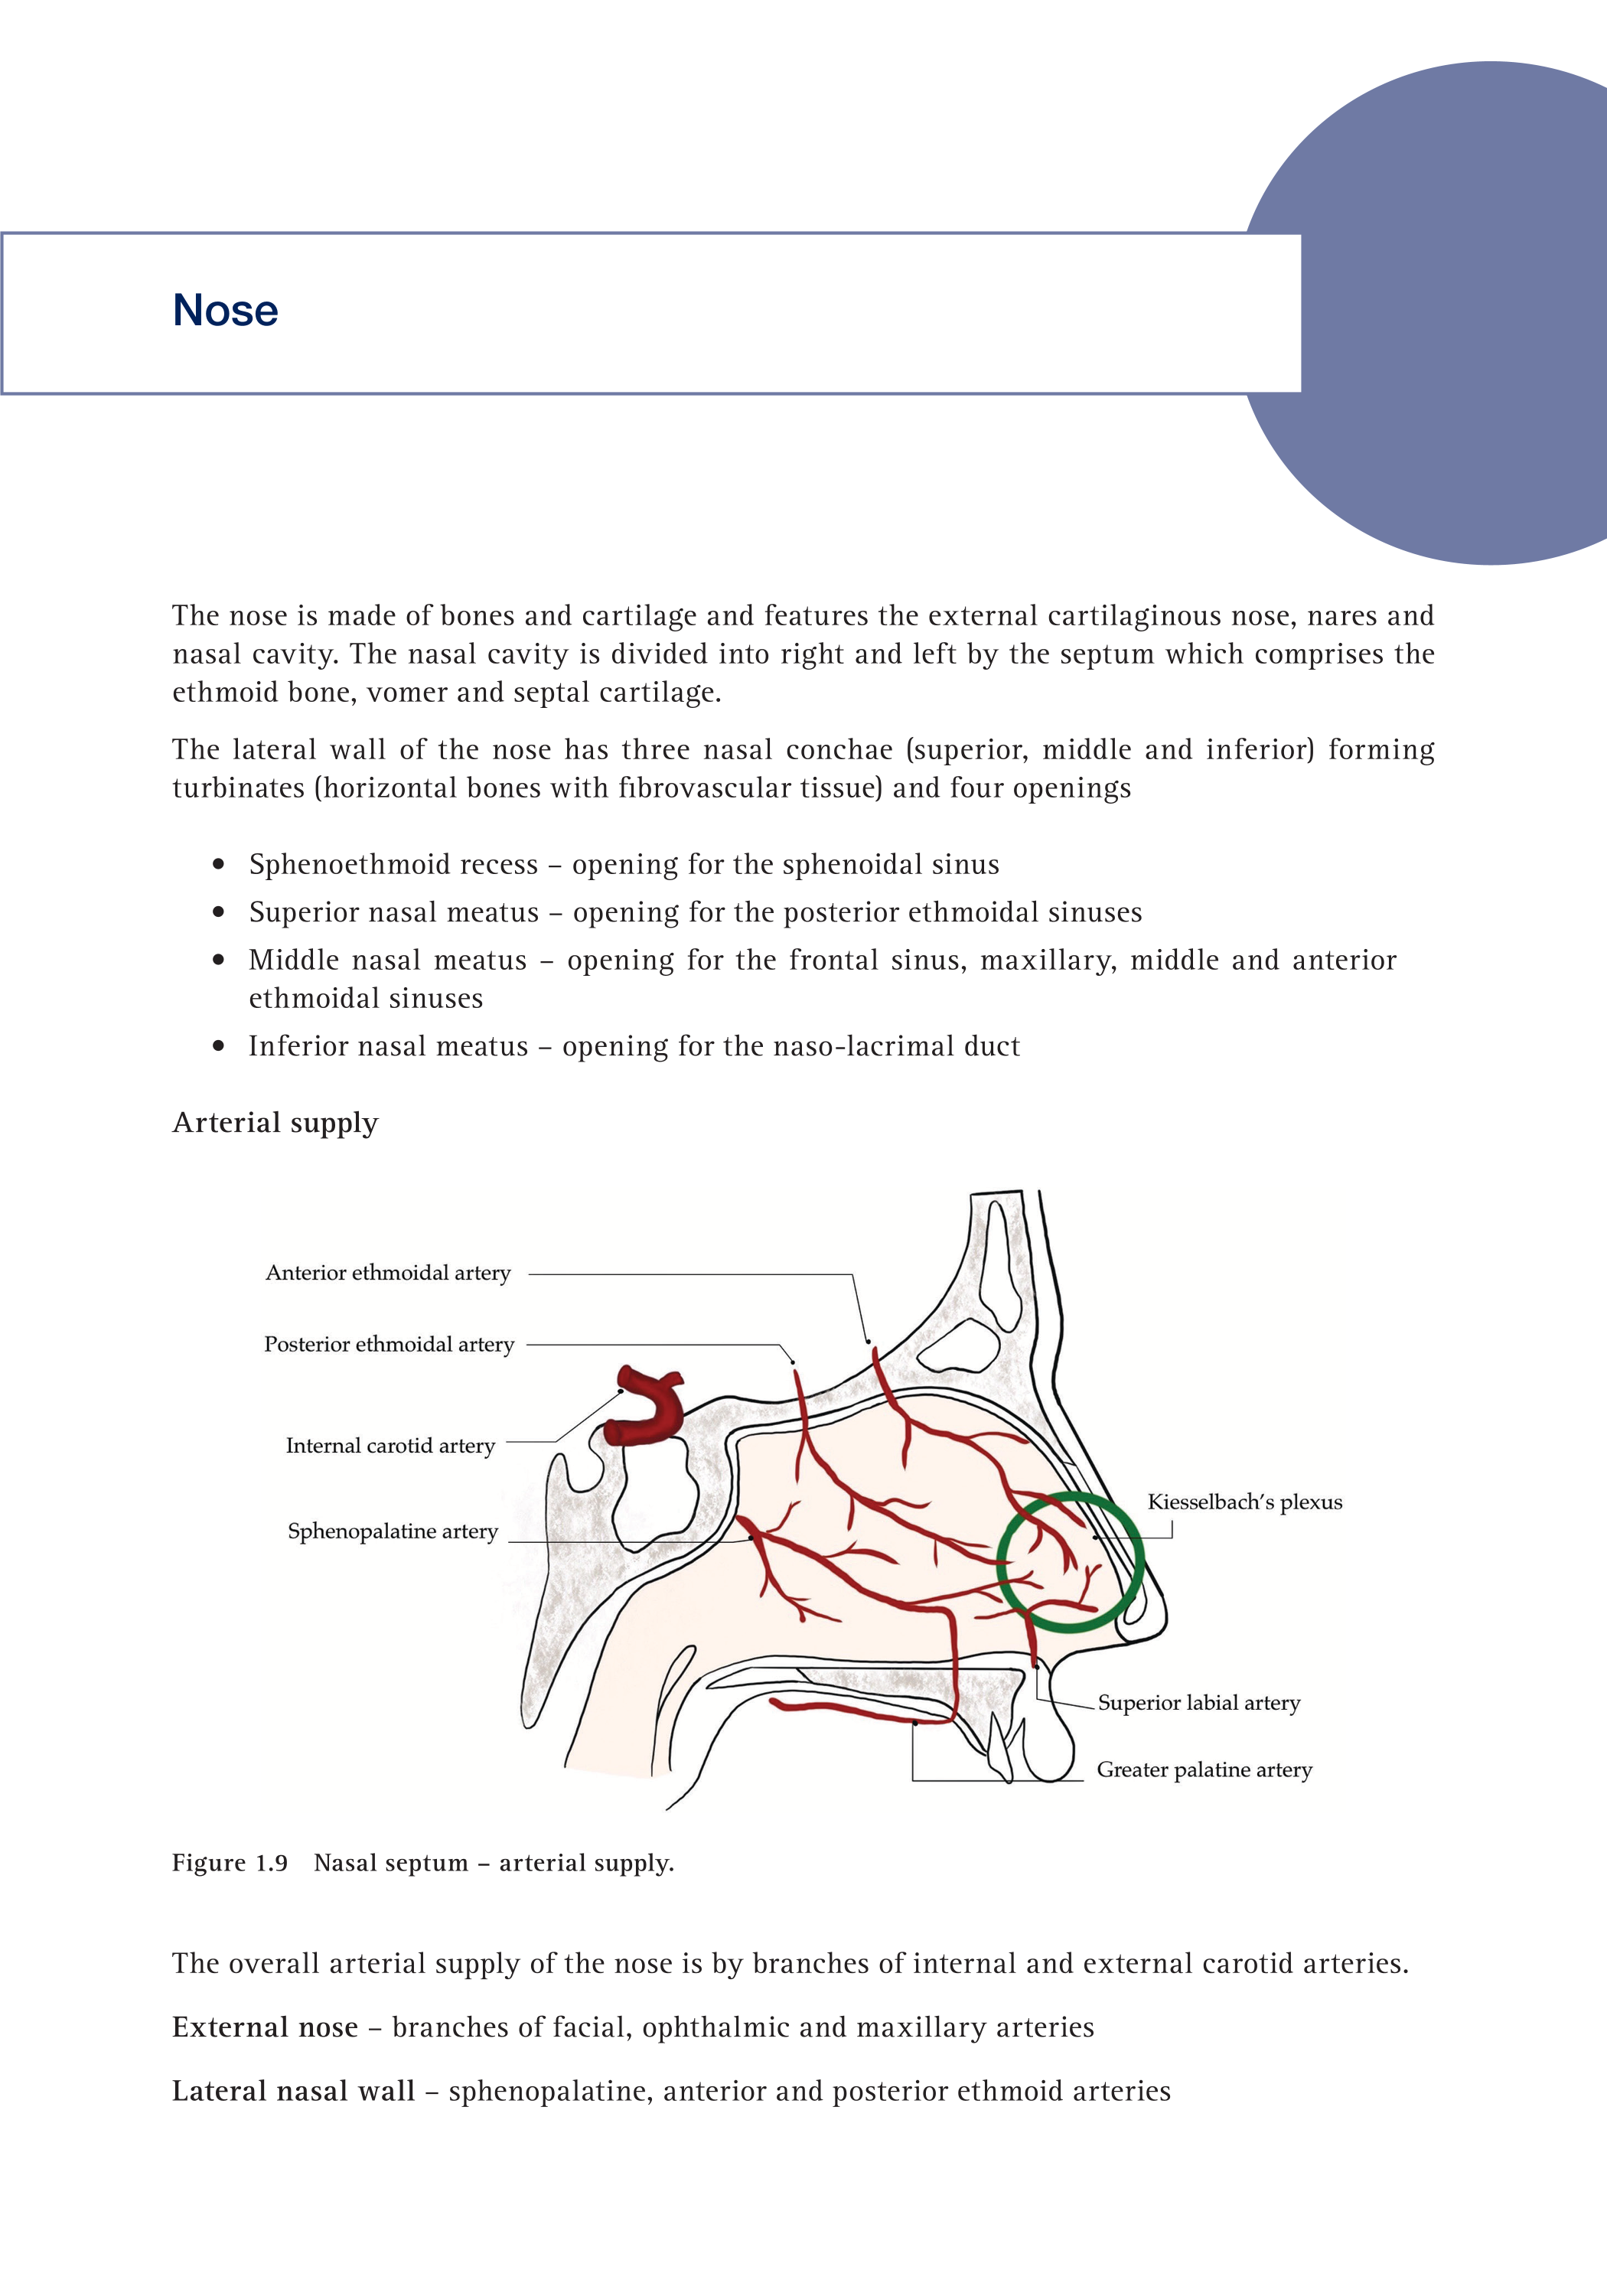 Nose
The nose is made of bones and cartilage and features the external cartilaginous nose, nares and
nasal cavity. The nasal cavity is divided into right and left by the septum which comprises the
ethmoid bone, vomer and septal cartilage.
The lateral wall of the nose has three nasal conchae (superior, middle and inferior) forming
turbinates (horizontal bones with fibrovascular tissue) and four openings
• Sphenoethmoid recess – opening for the sphenoidal sinus
• Superior nasal meatus – opening for the posterior ethmoidal sinuses
• Middle nasal meatus – opening for the frontal sinus, maxillary, middle and anterior
ethmoidal sinuses
• Inferior nasal meatus – opening for the naso-lacrimal duct
Arterial supply
Anterior ethmoidal artery
Posterior ethmoidal artery
Internal carotid artery
Kiesselbach’s plexus
Sphenopalatine artery
Superior labial artery
Greater palatine artery
Figure 1.9 Nasal septum – arterial supply.
The overall arterial supply of the nose is by branches of internal and external carotid arteries.
External nose – branches of facial, ophthalmic and maxillary arteries
Lateral nasal wall – sphenopalatine, anterior and posterior ethmoid arteries